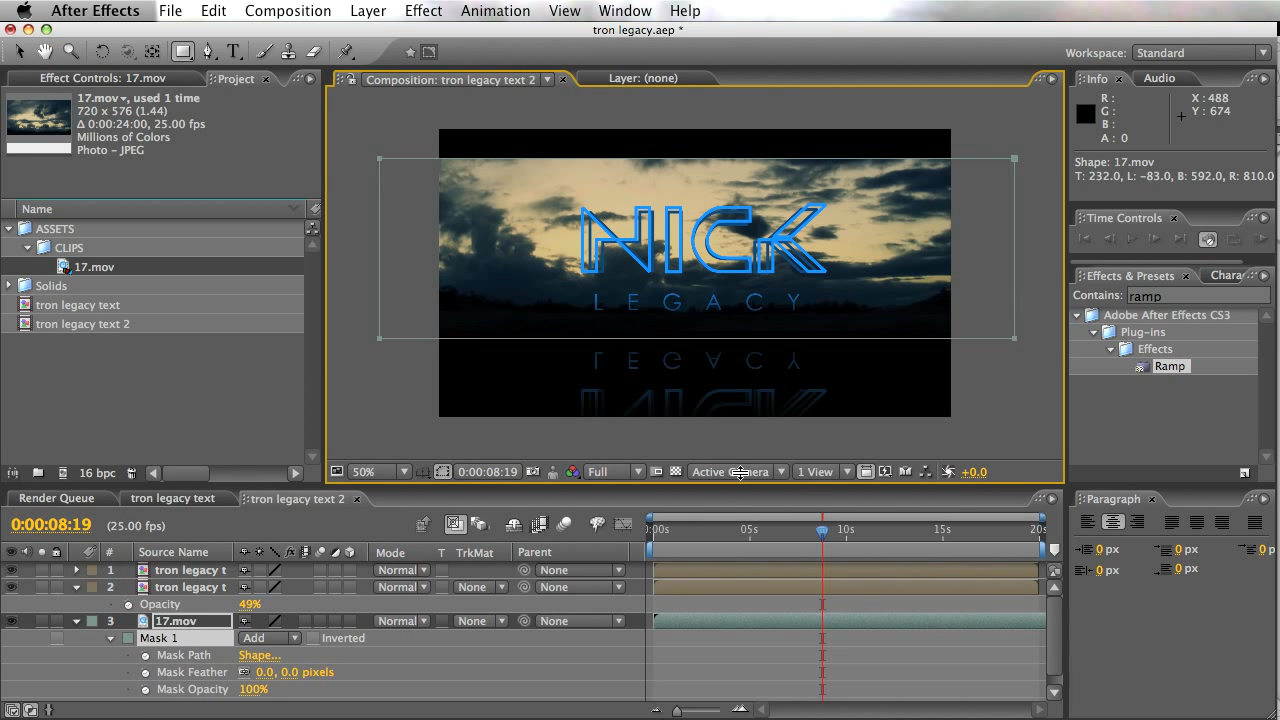 After Effects File Edit Composition Layer Effect Animation View Window Help
tron legacy.aep *
Workspace: Standard
Effect Controls: 17.mov Project
17.mov, used 1 time
720 x 576 (1.44)
Δ 0:00:24:00, 25.00 fps
Millions of Colors
Photo - JPEG
Name
ASSETS
CLIPS
17.mov
Solids
tron legacy text
tron legacy text 2
16 bpc
Composition: tron legacy text 2 Layer: (none)
NICK
LEGACY
LEGACY
NICK
50% 0:00:08:19 Full Active Camera 1 View +0.0
Info Audio
R: X: 488
G: Y: 674
B:
A: 0
Shape: 17.mov
T: 232.0, L: -83.0, B: 592.0, R: 810.0
Time Controls
Effects & Presets Chara
Contains: ramp
Adobe After Effects CS3
Plug-ins
Effects
Ramp
Render Queue tron legacy text tron legacy text 2
0:00:08:19 (25.00 fps)
:00s 05s 10s 15s 20s
# Source Name Mode T TrkMat Parent
1 tron legacy t Normal None
2 tron legacy t Normal None None
Opacity 49%
3 17.mov Normal None None
Mask 1 Add Inverted
Mask Path Shape...
Mask Feather 0.0, 0.0 pixels
Mask Opacity 100%
Paragraph
0 px 0 px 0 p
0 px 0 px